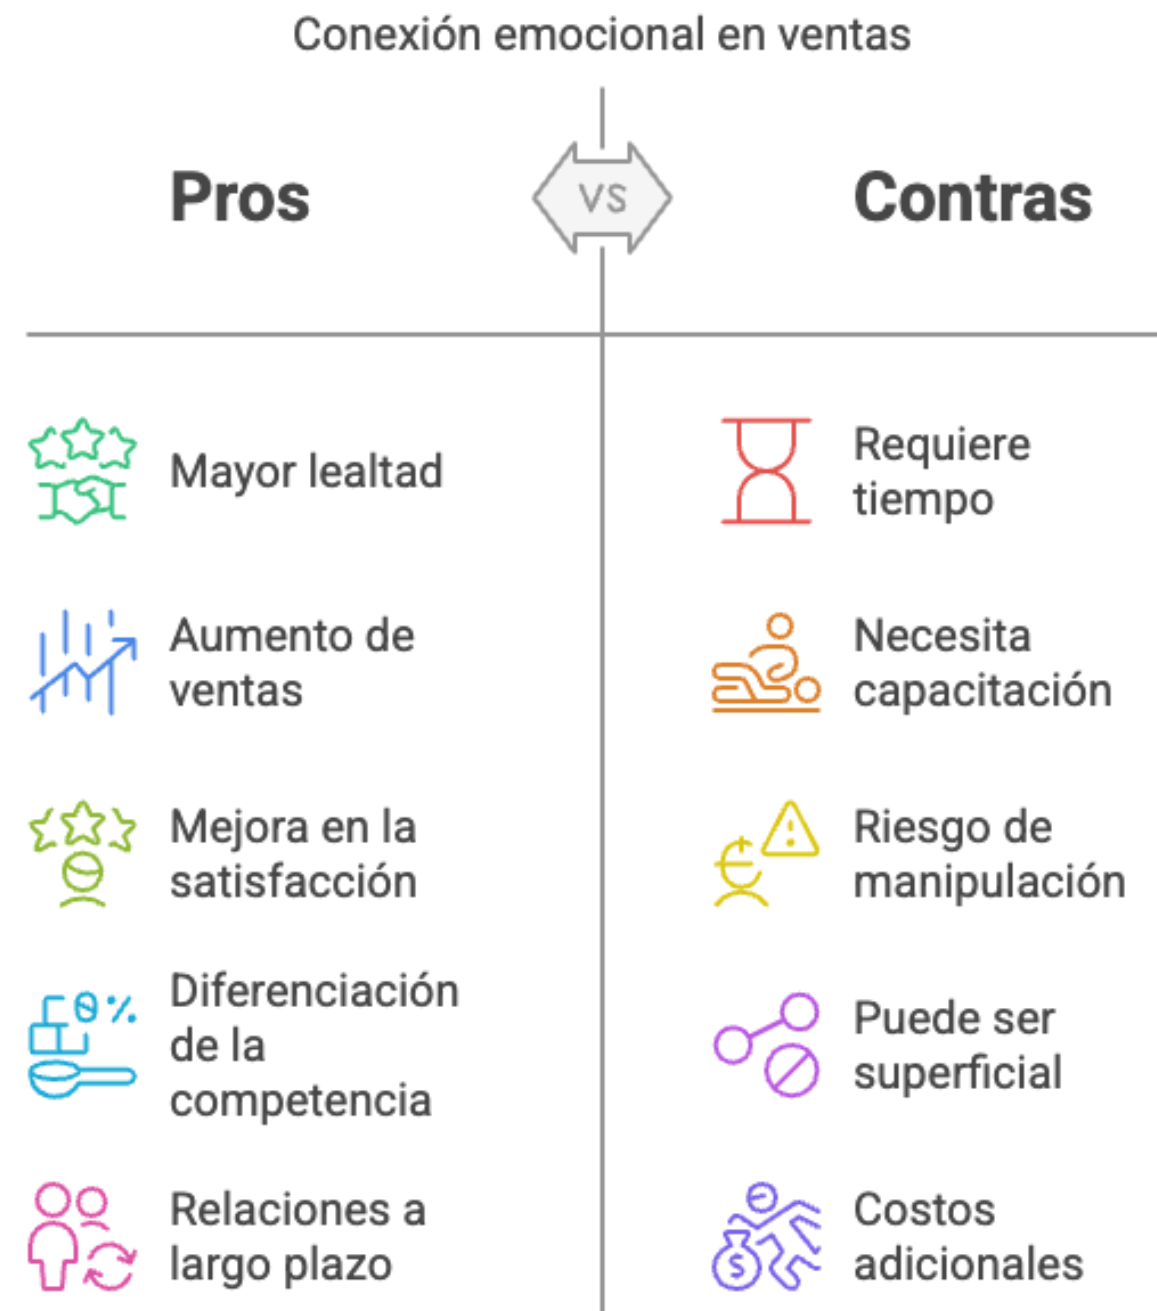 Conexión emocional en ventas
Pros
VS
Contras
Mayor lealtad
Aumento de
ventas
Mejora en la
satisfacción
0%
Diferenciación
de la
competencia
Relaciones a
largo plazo
Requiere
tiempo
Necesita
capacitación
Riesgo de
manipulación
Puede ser
superficial
$
Costos
adicionales